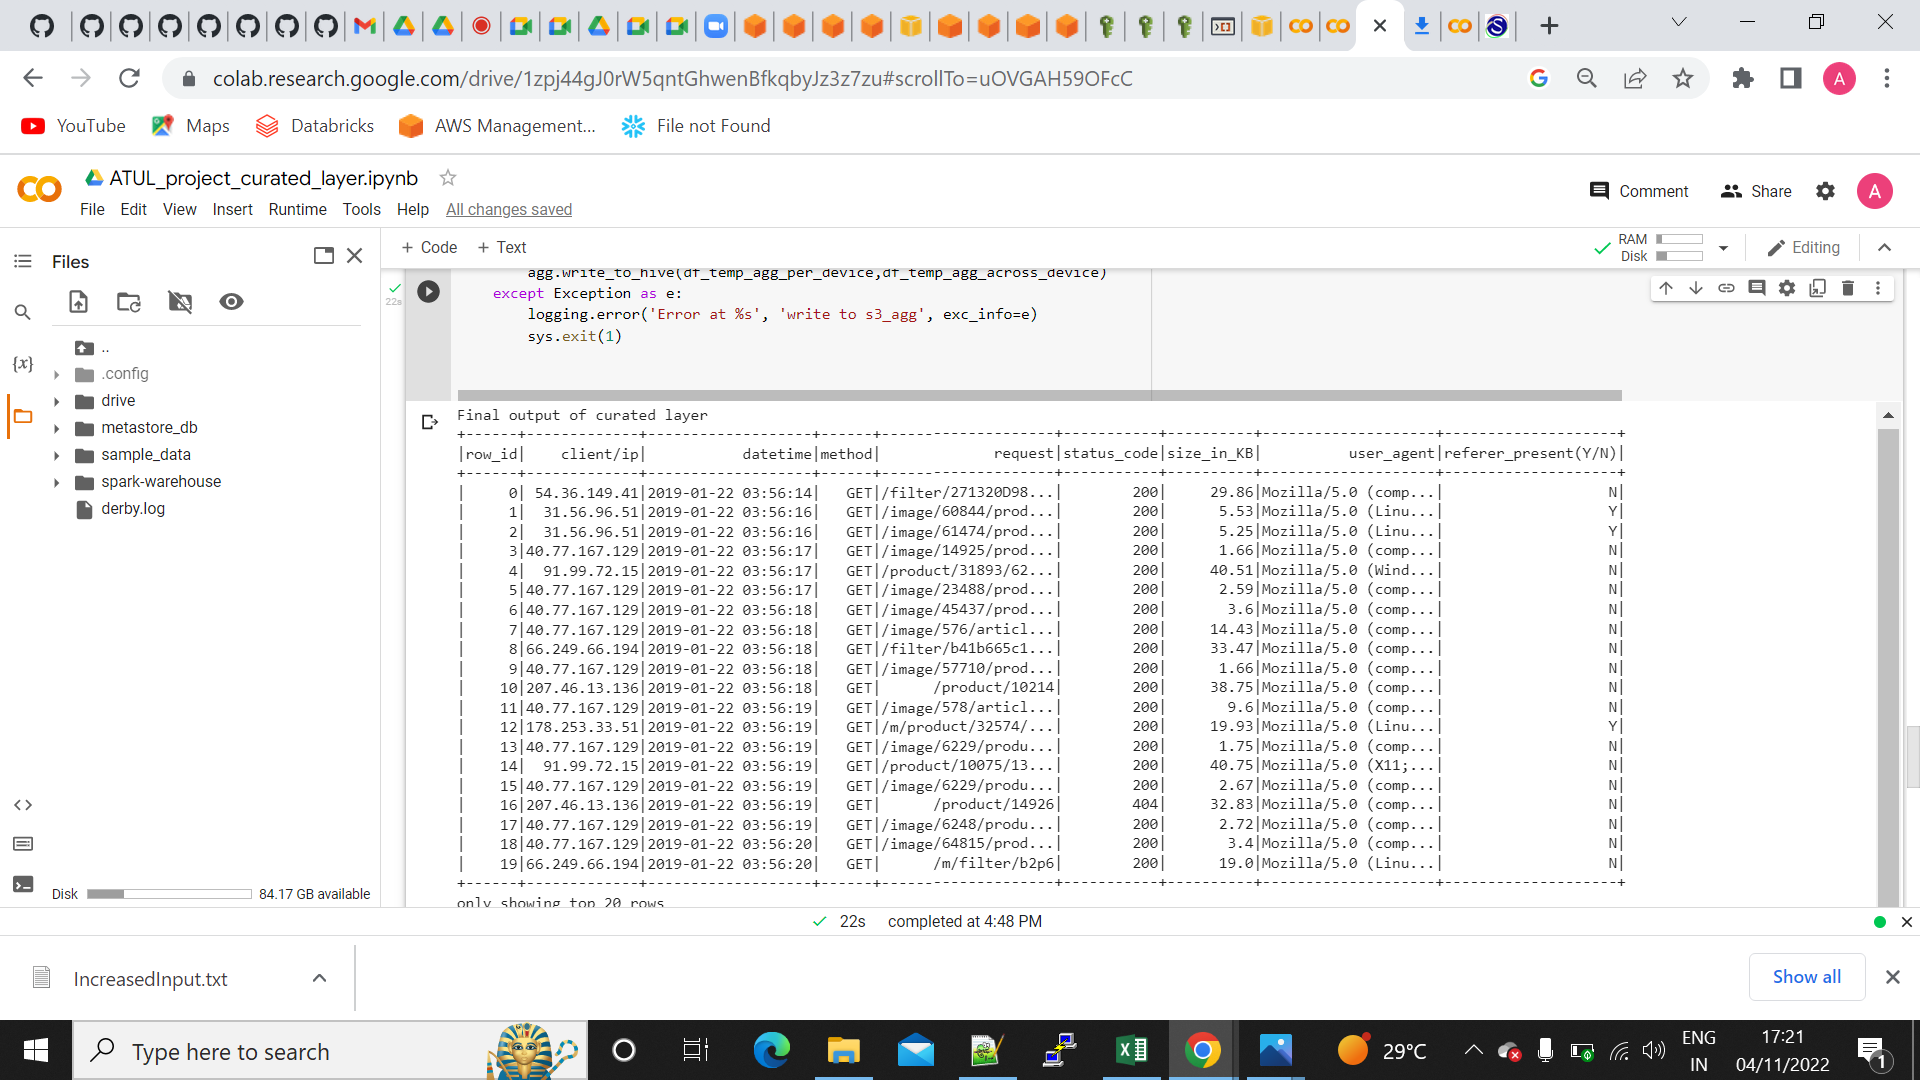 colab.research.google.com/drive/1zpj44gJ0rW5qntGhwenBfkqbyJz3z7zu#scrollTo=uOVGAH59OFcC
A
YouTube Maps Databricks AWS Management... File not Found
ATUL_project_curated_layer.ipynb
Comment Share A
File Edit View Insert Runtime Tools Help All changes saved
Files
+ Code + Text
RAM
Disk
Editing
..
.config
drive
metastore_db
sample_data
spark-warehouse
derby.log
Disk 84.17 GB available
22s
agg.write_to_hive(df_temp_agg_per_device,df_temp_agg_across_device)
except Exception as e:
logging.error('Error at %s', 'write to s3_agg', exc_info=e)
sys.exit(1)
Final output of curated layer
+------+-------------+-------------------+------+--------------------+-----------+----------+--------------------+--------------------+
|row_id|    client/ip|           datetime|method|             request|status_code|size_in_KB|          user_agent|referer_present(Y/N)|
+------+-------------+-------------------+------+--------------------+-----------+----------+--------------------+--------------------+
|     0| 54.36.149.41|2019-01-22 03:56:14|   GET|/filter/271320D98...|        200|     29.86|Mozilla/5.0 (comp...|                   N|
|     1|  31.56.96.51|2019-01-22 03:56:16|   GET|/image/60844/prod...|        200|      5.53|Mozilla/5.0 (Linu...|                   Y|
|     2|  31.56.96.51|2019-01-22 03:56:16|   GET|/image/61474/prod...|        200|      5.25|Mozilla/5.0 (Linu...|                   Y|
|     3|40.77.167.129|2019-01-22 03:56:17|   GET|/image/14925/prod...|        200|      1.66|Mozilla/5.0 (comp...|                   N|
|     4|  91.99.72.15|2019-01-22 03:56:17|   GET|/product/31893/62...|        200|     40.51|Mozilla/5.0 (Wind...|                   N|
|     5|40.77.167.129|2019-01-22 03:56:17|   GET|/image/23488/prod...|        200|      2.59|Mozilla/5.0 (comp...|                   N|
|     6|40.77.167.129|2019-01-22 03:56:18|   GET|/image/45437/prod...|        200|       3.6|Mozilla/5.0 (comp...|                   N|
|     7|40.77.167.129|2019-01-22 03:56:18|   GET|/image/576/articl...|        200|     14.43|Mozilla/5.0 (comp...|                   N|
|     8|66.249.66.194|2019-01-22 03:56:18|   GET|/filter/b41b665c1...|        200|     33.47|Mozilla/5.0 (comp...|                   N|
|     9|40.77.167.129|2019-01-22 03:56:18|   GET|/image/57710/prod...|        200|      1.66|Mozilla/5.0 (comp...|                   N|
|    10|207.46.13.136|2019-01-22 03:56:18|   GET|      /product/10214|        200|     38.75|Mozilla/5.0 (comp...|                   N|
|    11|40.77.167.129|2019-01-22 03:56:19|   GET|/image/578/articl...|        200|       9.6|Mozilla/5.0 (comp...|                   N|
|    12|178.253.33.51|2019-01-22 03:56:19|   GET|/m/product/32574/...|        200|     19.93|Mozilla/5.0 (Linu...|                   Y|
|    13|40.77.167.129|2019-01-22 03:56:19|   GET|/image/6229/produ...|        200|      1.75|Mozilla/5.0 (comp...|                   N|
|    14|  91.99.72.15|2019-01-22 03:56:19|   GET|/product/10075/13...|        200|     40.75|Mozilla/5.0 (X11;...|                   N|
|    15|40.77.167.129|2019-01-22 03:56:19|   GET|/image/6229/produ...|        200|      2.67|Mozilla/5.0 (comp...|                   N|
|    16|207.46.13.136|2019-01-22 03:56:19|   GET|      /product/14926|        404|     32.83|Mozilla/5.0 (comp...|                   N|
|    17|40.77.167.129|2019-01-22 03:56:19|   GET|/image/6248/produ...|        200|      2.72|Mozilla/5.0 (comp...|                   N|
|    18|40.77.167.129|2019-01-22 03:56:20|   GET|/image/64815/prod...|        200|       3.4|Mozilla/5.0 (comp...|                   N|
|    19|66.249.66.194|2019-01-22 03:56:20|   GET|       /m/filter/b2p6|        200|      19.0|Mozilla/5.0 (Linu...|                   N|
+------+-------------+-------------------+------+--------------------+-----------+----------+--------------------+--------------------+
only showing top 20 rows
22s completed at 4:48 PM
IncreasedInput.txt
Show all
Type here to search
29°C
ENG
IN
17:21
04/11/2022
1